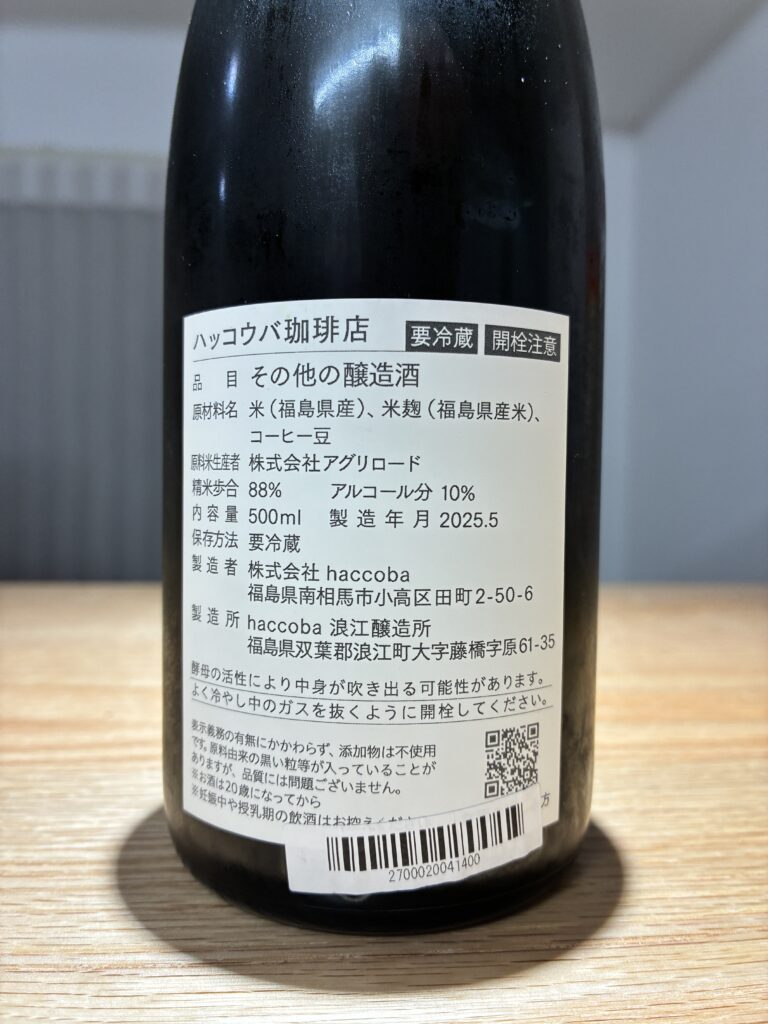 ハッコウバ珈琲店 要冷蔵 開栓注意
品目 その他の醸造酒
原材料名 米（福島県産）、米麹（福島県産米）、
コーヒー豆
原料米生産者 株式会社アグリロード
精米歩合 88% アルコール分 10%
内容量 500ml 製造年月 2025.5
保存方法 要冷蔵
製造者 株式会社 haccoba
福島県南相馬市小高区田町2-50-6
製造所 haccoba 浪江醸造所
福島県双葉郡浪江町大字藤橋字原61-35
酵母の活性により中身が吹き出る可能性があります。
よく冷やし中のガスを抜くように開栓してください。
表示義務の有無にかかわらず、添加物は不使用
です。原料由来の黒い粒等が入っていることが
ありますが、品質には問題ございません。
※お酒は20歳になってから
※妊娠中や授乳期の飲酒はお控え 方
2700020041400